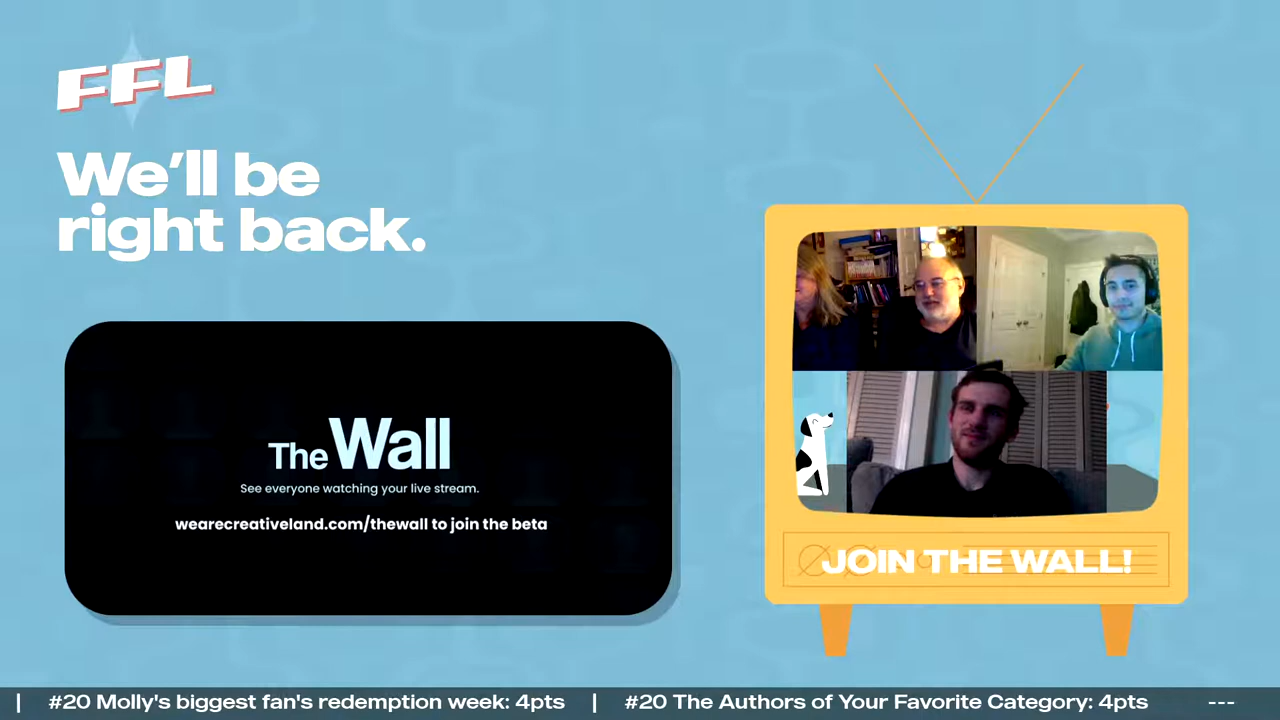 FFL
We'll be
right back.
The Wall
See everyone watching your live stream.
wearecreativeland.com/thewall to join the beta
JOIN THE WALL!
| #20 Molly's biggest fan's redemption week: 4pts | #20 The Authors of Your Favorite Category: 4pts ---